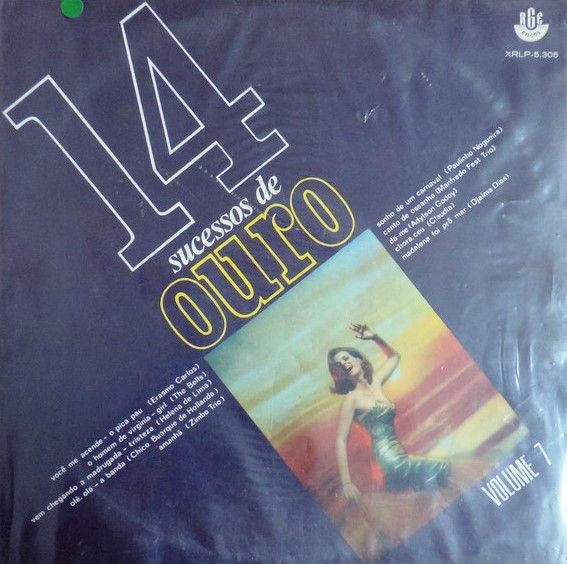 RGE
DISCOS
XRLP-5.305
14
sucessos de
ouro
sonho de um carnaval (Paulinho Nogueira)
canto de ossanha (Manfredo Fest Trio)
da-me (Adylson Godoy)
chora,céu (Claudia)
madalena foi prô mar (Djalma Dias)
você me acende - o pica pau (Erasmo Carlos)
o homem de virginia - girl (The Bells)
vem chegando a madrugada - tristeza (Helena de Lima)
olê, olá - a banda (Chico Buarque de Hollanda)
amanhã (Zimbo Trio)
VOLUME 7